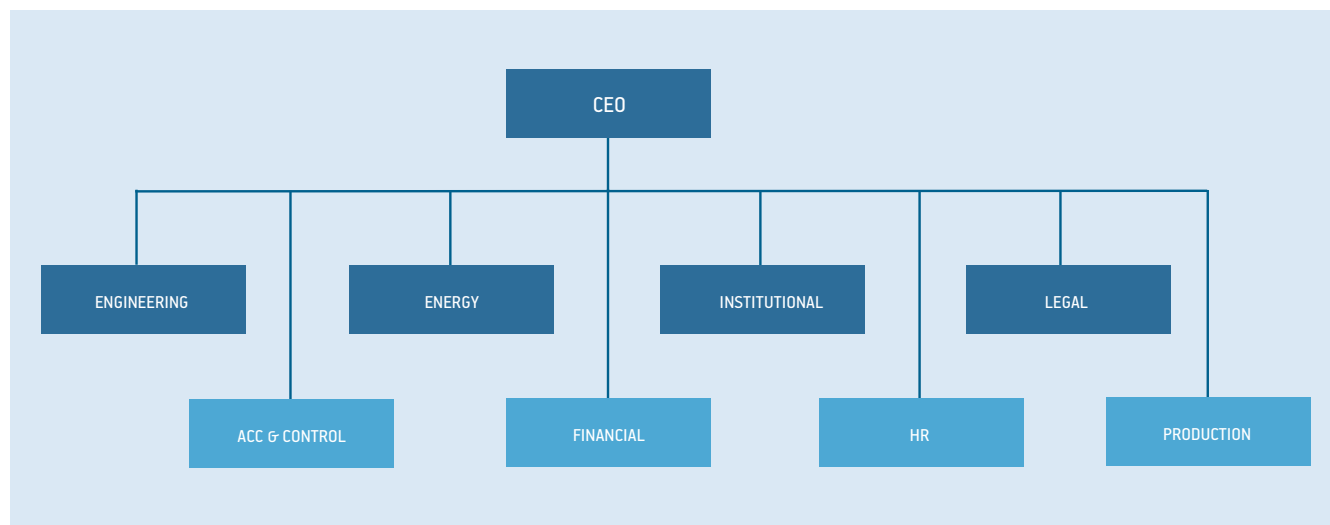 CEO
ENGINEERING
ENERGY
INSTITUTIONAL
LEGAL
ACC & CONTROL
FINANCIAL
HR
PRODUCTION